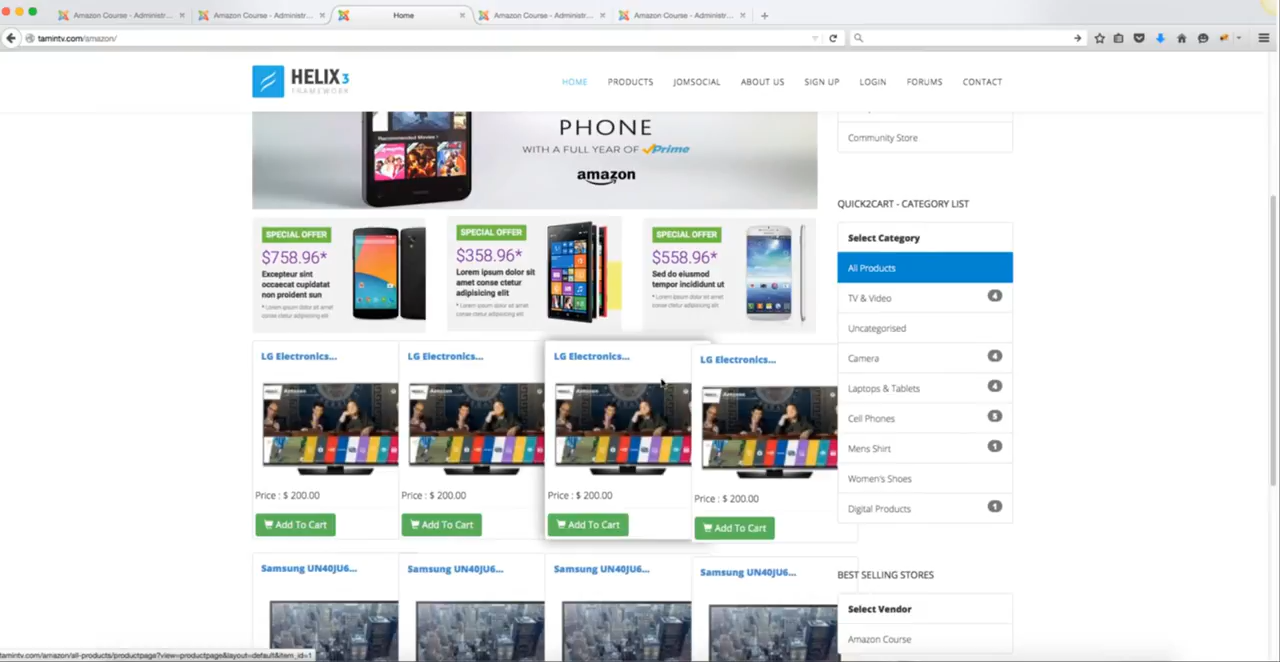 Amazon Course - Administr...
Amazon Course - Administr...
Home
Amazon Course - Administr...
Amazon Course - Administr...
tamintv.com/amazon/
HELIX3
FRAMEWORK
HOME
PRODUCTS
JOMSOCIAL
ABOUT US
SIGN UP
LOGIN
FORUMS
CONTACT
Recommended Movies
PHONE
WITH A FULL YEAR OF Prime
amazon
Community Store
QUICK2CART - CATEGORY LIST
Select Category
All Products
TV & Video 4
Uncategorised
Camera 4
Laptops & Tablets 4
Cell Phones 5
Mens Shirt 1
Women's Shoes
Digital Products 1
BEST SELLING STORES
Select Vendor
Amazon Course
SPECIAL OFFER
$758.96*
Excepteur sint
occaecat cupidatat
non proident sun
* Lorem ipsum dolor sit amet
conse ctetur adipisicing elit
SPECIAL OFFER
$358.96*
Lorem ipsum dolor sit
amet conse ctetur
adipisicing elit
* Lorem ipsum dolor sit amet
conse ctetur adipisicing elit
SPECIAL OFFER
$558.96*
Sed do eiusmod
tempor incididunt ut
* Lorem ipsum dolor sit amet
conse ctetur adipisicing elit
LG Electronics...
LG Electronics...
LG Electronics...
LG Electronics...
Price : $ 200.00
Price : $ 200.00
Price : $ 200.00
Price : $ 200.00
Add To Cart
Add To Cart
Add To Cart
Add To Cart
Samsung UN40JU6...
Samsung UN40JU6...
Samsung UN40JU6...
Samsung UN40JU6...
tamintv.com/amazon/all-products/productpage?view=productpage&layout=default&item_id=1